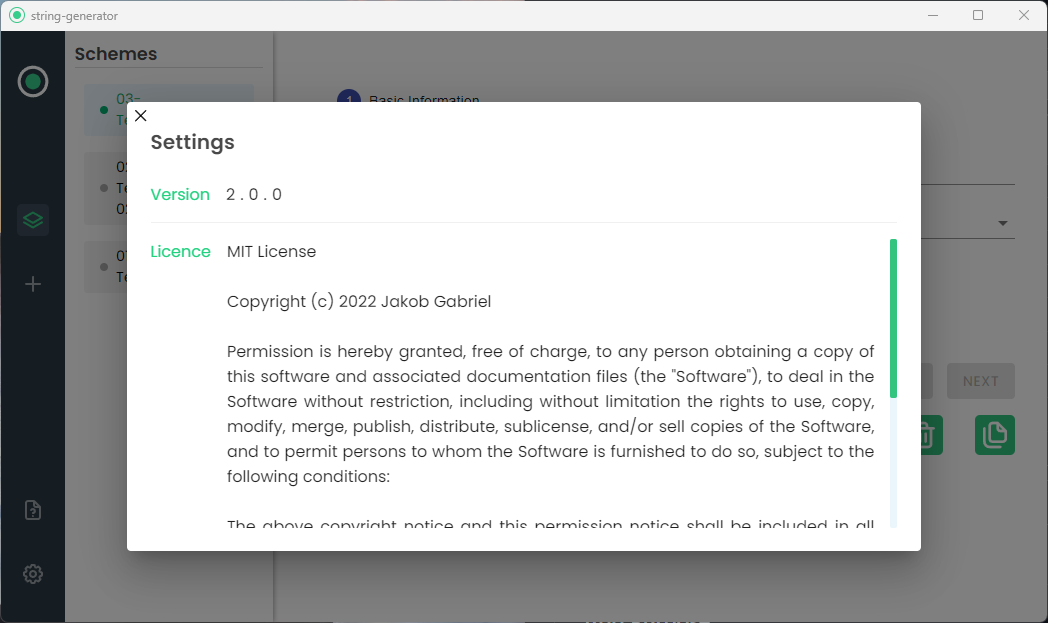 string-generator
Schemes
03-
Te
02
Te
02
01
Te
1 Basic Information
Settings
Version 2 . 0 . 0
Licence MIT License
Copyright (c) 2022 Jakob Gabriel
Permission is hereby granted, free of charge, to any person obtaining a copy of
this software and associated documentation files (the "Software"), to deal in the
Software without restriction, including without limitation the rights to use, copy,
modify, merge, publish, distribute, sublicense, and/or sell copies of the Software,
and to permit persons to whom the Software is furnished to do so, subject to the
following conditions:
The above copyright notice and this permission notice shall be included in all
NEXT